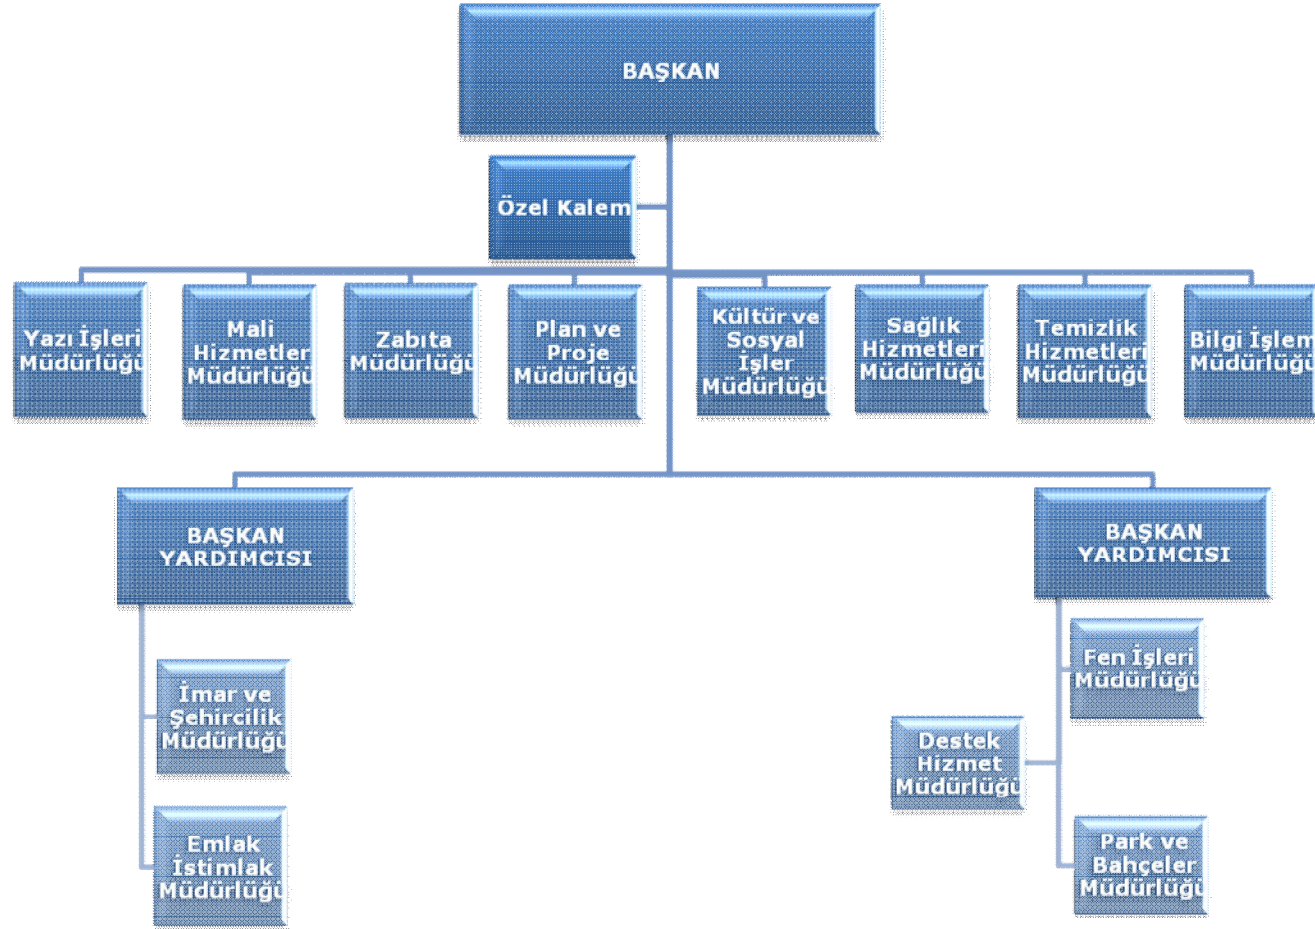 BAŞKAN
Özel Kalem
Yazı İşleri
Müdürlüğü
Mali
Hizmetler
Müdürlüğü
Zabıta
Müdürlüğü
Plan ve
Proje
Müdürlüğü
Kültür ve
Sosyal
İşler
Müdürlüğü
Sağlık
Hizmetleri
Müdürlüğü
Temizlik
Hizmetleri
Müdürlüğü
Bilgi İşlem
Müdürlüğü
BAŞKAN
YARDIMCISI
BAŞKAN
YARDIMCISI
İmar ve
Şehircilik
Müdürlüğü
Emlak
İstimlak
Müdürlüğü
Fen İşleri
Müdürlüğü
Destek
Hizmet
Müdürlüğü
Park ve
Bahçeler
Müdürlüğü